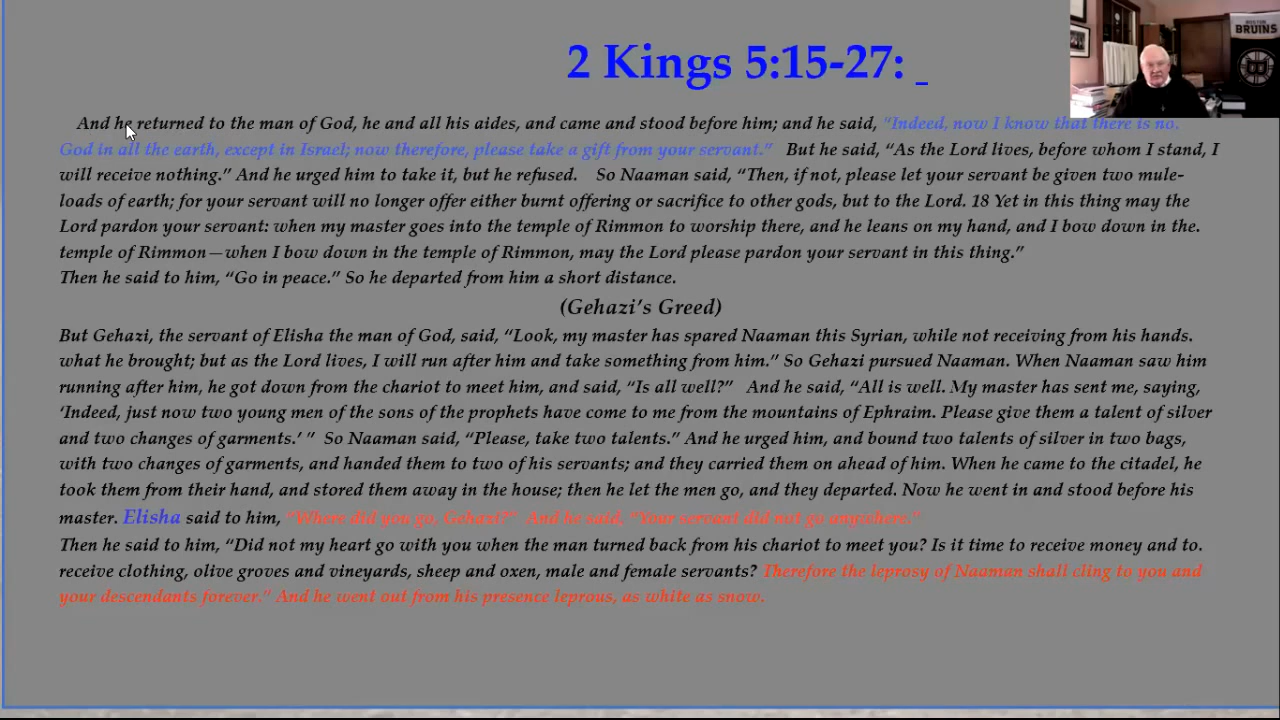 2 Kings 5:15-27: _
BOSTON
BRUINS
And he returned to the man of God, he and all his aides, and came and stood before him; and he said, “Indeed, now I know that there is no.
God in all the earth, except in Israel; now therefore, please take a gift from your servant.” But he said, “As the Lord lives, before whom I stand, I
will receive nothing.” And he urged him to take it, but he refused. So Naaman said, “Then, if not, please let your servant be given two mule-
loads of earth; for your servant will no longer offer either burnt offering or sacrifice to other gods, but to the Lord. 18 Yet in this thing may the
Lord pardon your servant: when my master goes into the temple of Rimmon to worship there, and he leans on my hand, and I bow down in the.
temple of Rimmon—when I bow down in the temple of Rimmon, may the Lord please pardon your servant in this thing.”
Then he said to him, “Go in peace.” So he departed from him a short distance.
(Gehazi’s Greed)
But Gehazi, the servant of Elisha the man of God, said, “Look, my master has spared Naaman this Syrian, while not receiving from his hands.
what he brought; but as the Lord lives, I will run after him and take something from him.” So Gehazi pursued Naaman. When Naaman saw him
running after him, he got down from the chariot to meet him, and said, “Is all well?” And he said, “All is well. My master has sent me, saying,
‘Indeed, just now two young men of the sons of the prophets have come to me from the mountains of Ephraim. Please give them a talent of silver
and two changes of garments.’ ” So Naaman said, “Please, take two talents.” And he urged him, and bound two talents of silver in two bags,
with two changes of garments, and handed them to two of his servants; and they carried them on ahead of him. When he came to the citadel, he
took them from their hand, and stored them away in the house; then he let the men go, and they departed. Now he went in and stood before his
master. Elisha said to him, “Where did you go, Gehazi?” And he said, “Your servant did not go anywhere.”
Then he said to him, “Did not my heart go with you when the man turned back from his chariot to meet you? Is it time to receive money and to.
receive clothing, olive groves and vineyards, sheep and oxen, male and female servants? Therefore the leprosy of Naaman shall cling to you and
your descendants forever.” And he went out from his presence leprous, as white as snow.